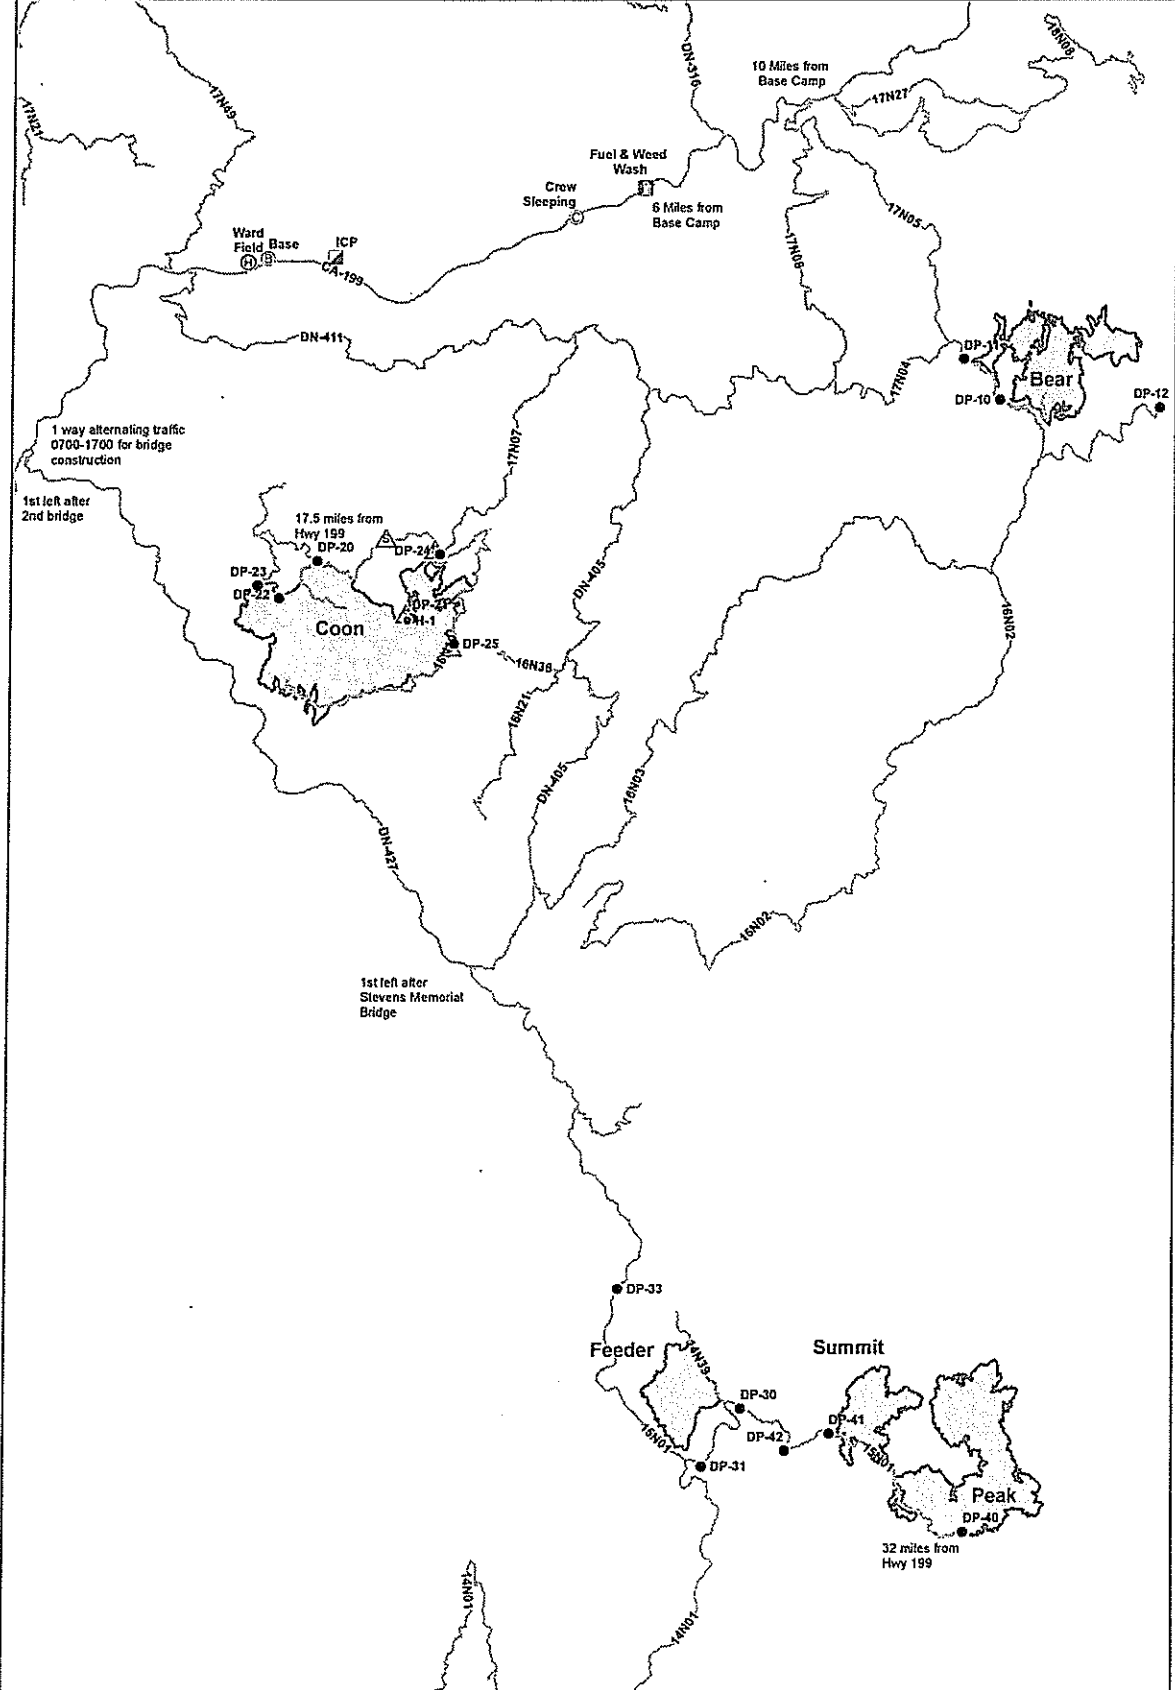 18N08
DN-316
10 Miles from
Base Camp
17N49
17N27
17N21
Fuel & Weed
Wash
Crew
Sleeping
6 Miles from
Base Camp
17N05
Ward
Field
Base
ICP
H
B
C
CA-199
17N08
DN-411
DP-11
Bear
17N04
DP-10
DP-12
1 way alternating traffic
0700-1700 for bridge
construction
17N07
1st left after
2nd bridge
17.5 miles from
Hwy 199
DP-20
S
DP-24
DP-23
DP-22
DN-405
16N02
H-1
Coon
DP-25
16N36
16N21
DN-405
16N03
DN-427
15N02
1st left after
Stevens Memorial
Bridge
DP-33
Feeder
Summit
14N39
DP-30
DP-41
DP-42
15N01
15N01
DP-31
Peak
DP-40
32 miles from
Hwy 199
14N01
14N01